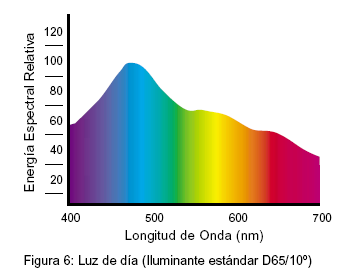 Energía Espectral Relativa
120
100
80
60
40
20
400 500 600 700
Longitud de Onda (nm)
Figura 6: Luz de día (Iluminante estándar D65/10º)